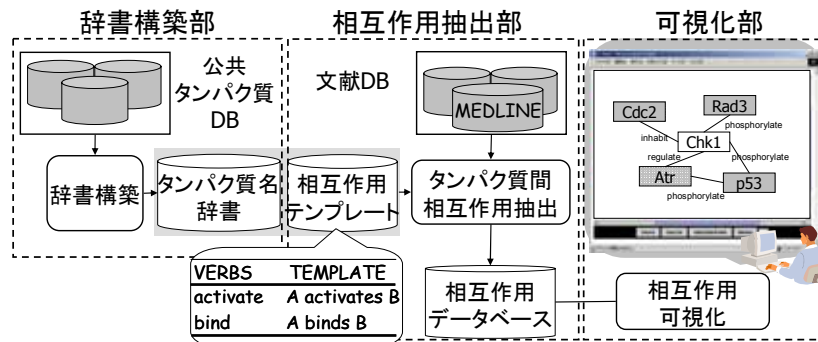 辞書構築部
相互作用抽出部
可視化部
公共
タンパク質
DB
文献DB
MEDLINE
辞書構築
タンパク質名
辞書
相互作用
テンプレート
タンパク質間
相互作用抽出
VERBS TEMPLATE
activate A activates B
bind A binds B
相互作用
データベース
相互作用
可視化
Cdc2
Rad3
phosphorylate
inhabit
Chk1
regulate
phosphorylate
Atr
p53
phosphorylate